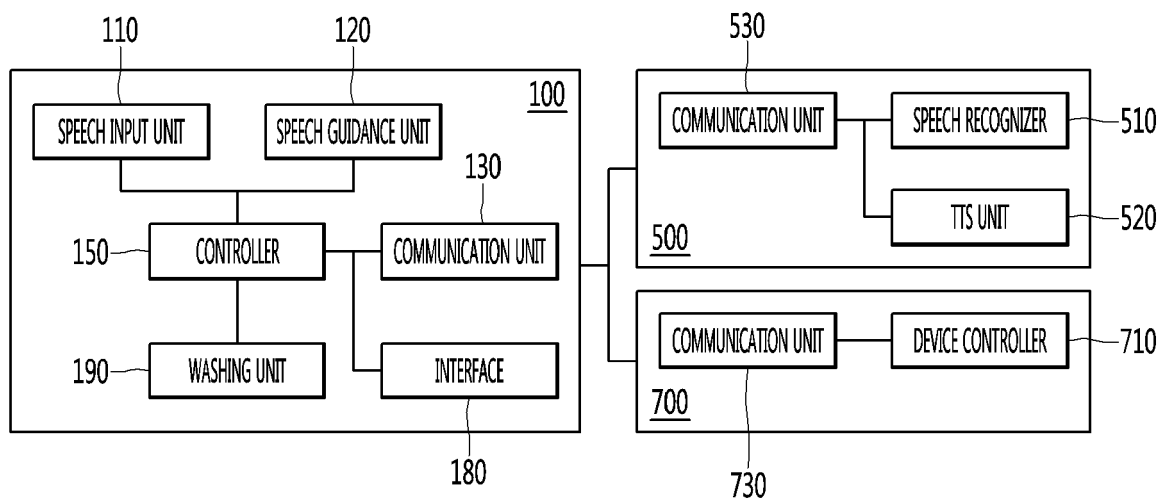 110
120
530
100
SPEECH INPUT UNIT
SPEECH GUIDANCE UNIT
COMMUNICATION UNIT
SPEECH RECOGNIZER
510
130
150
CONTROLLER
COMMUNICATION UNIT
500
TTS UNIT
520
190
WASHING UNIT
INTERFACE
COMMUNICATION UNIT
DEVICE CONTROLLER
710
700
180
730